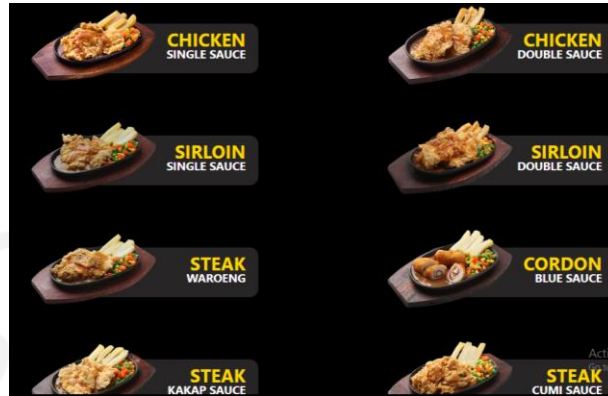 CHICKEN
SINGLE SAUCE
CHICKEN
DOUBLE SAUCE
SIRLOIN
SINGLE SAUCE
SIRLOIN
DOUBLE SAUCE
STEAK
WAROENG
CORDON
BLUE SAUCE
STEAK
KAKAP SAUCE
STEAK
CUMI SAUCE